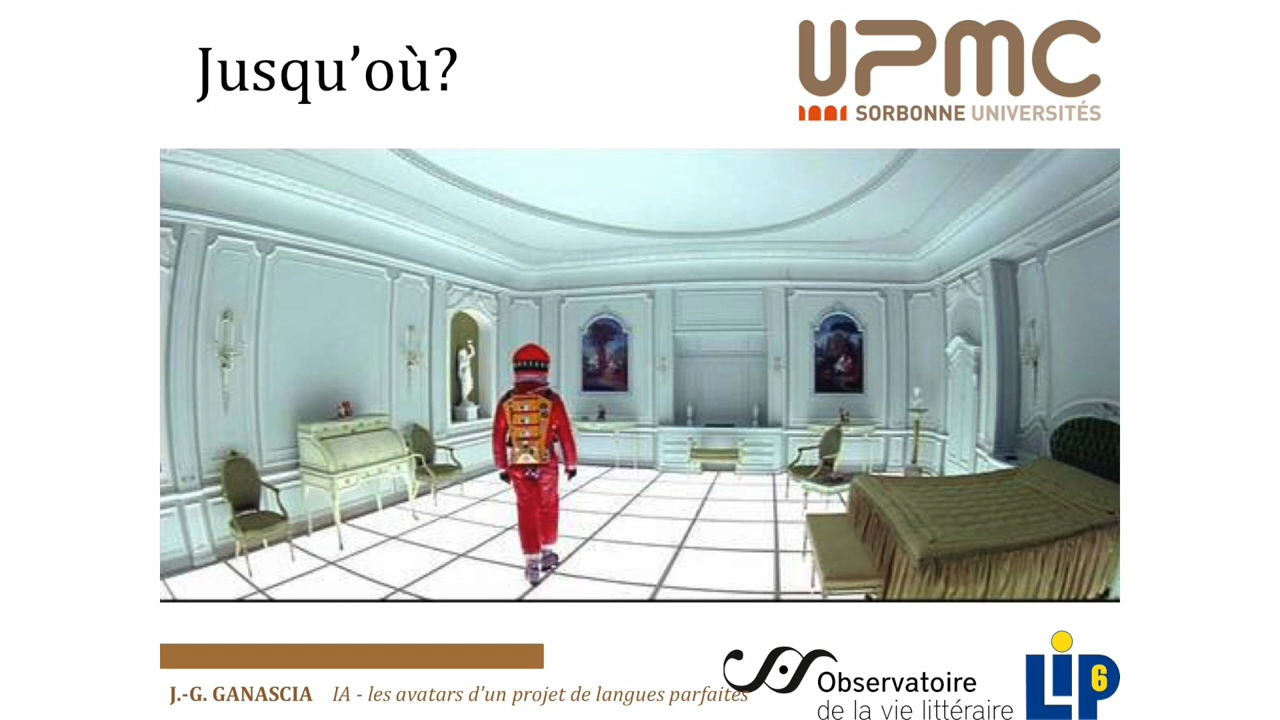 Jusqu'où?
UPMC
SORBONNE UNIVERSITÉS
J.-G. GANASCIA IA - les avatars d'un projet de langues parfaites
Observatoire
de la vie littéraire
LIP6